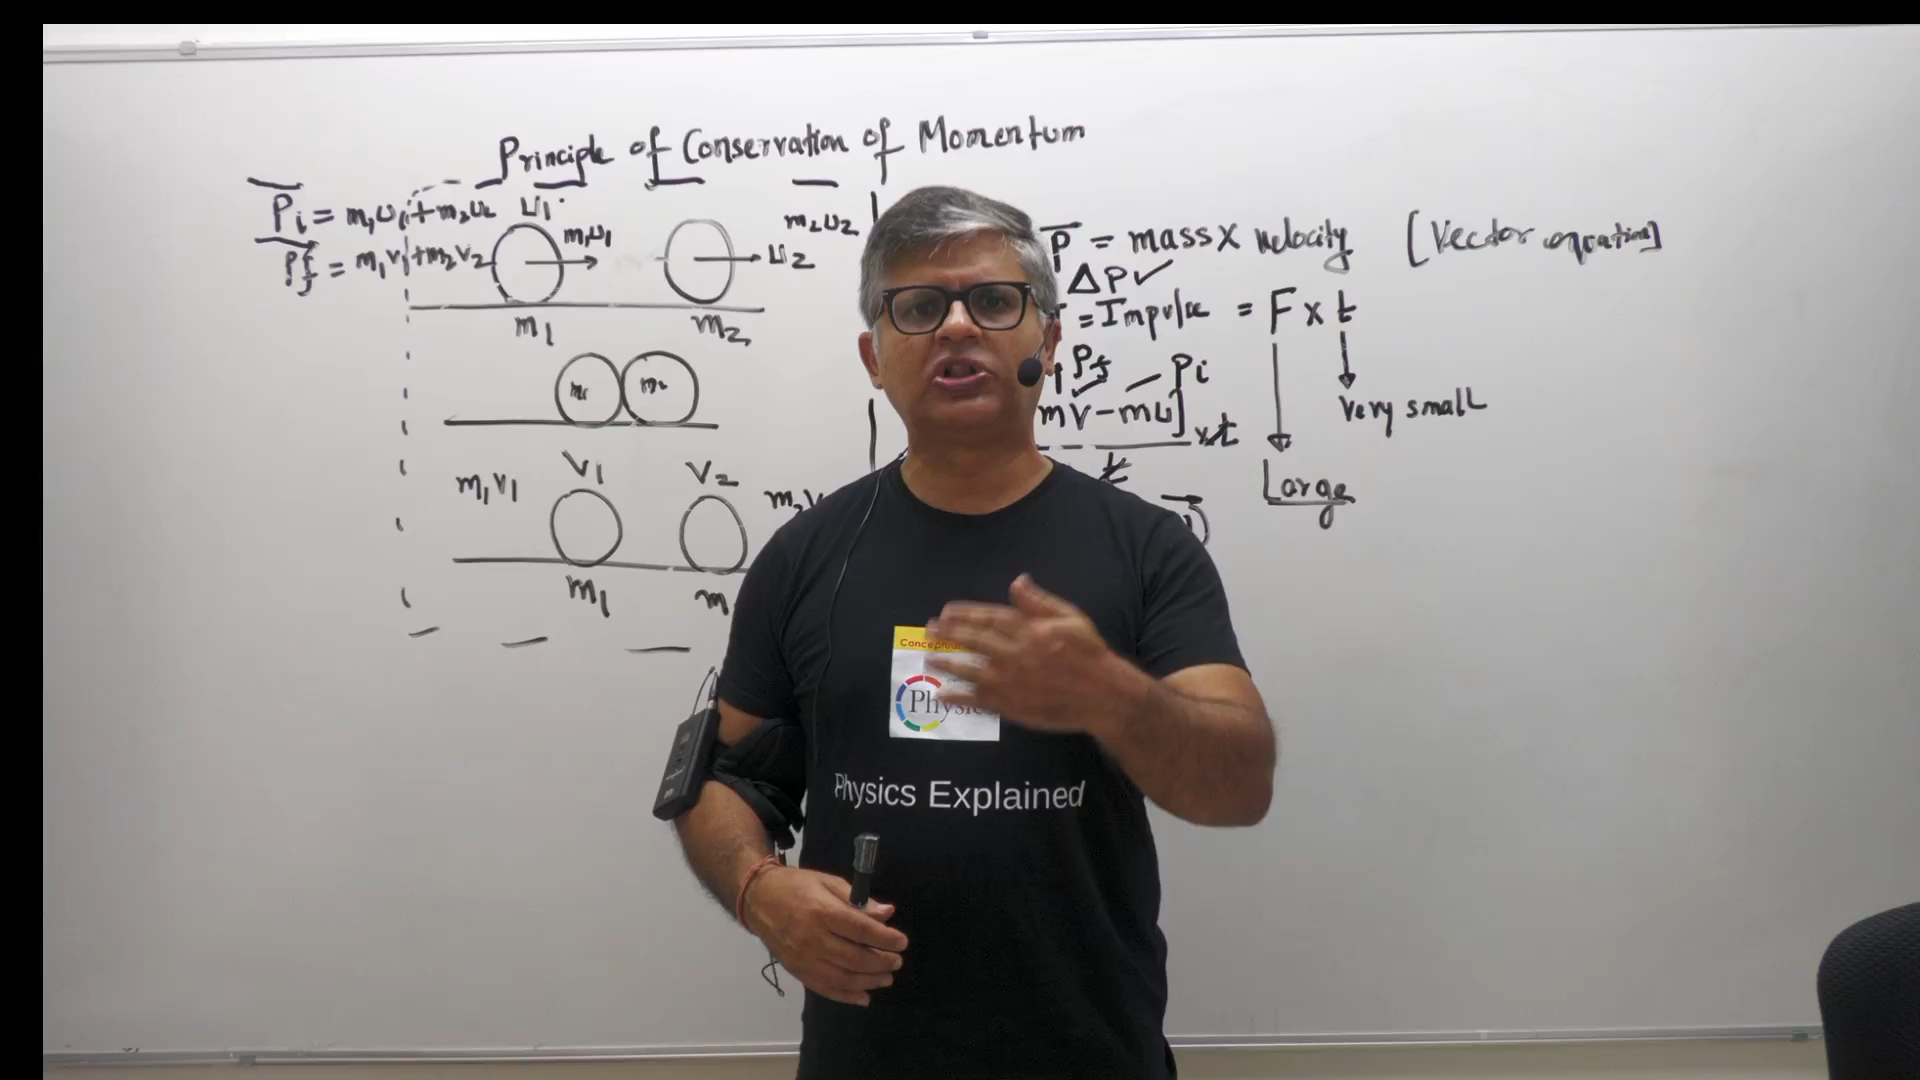 Principle of Conservation of Momentum
Pi = m1u1 + m2u2
Pf = m1v1 + m2v2
U1
m1u1
m2u2
U2
m1
m2
m1
m2
V1
V2
m1v1
m2v
m1
m
P = mass x velocity [Vector equation]
ΔP✓
= Impulse = F x t
Pf - Pi
mv - mu] x t
t
Very small
Large
Conceptual
Physics
Physics Explained